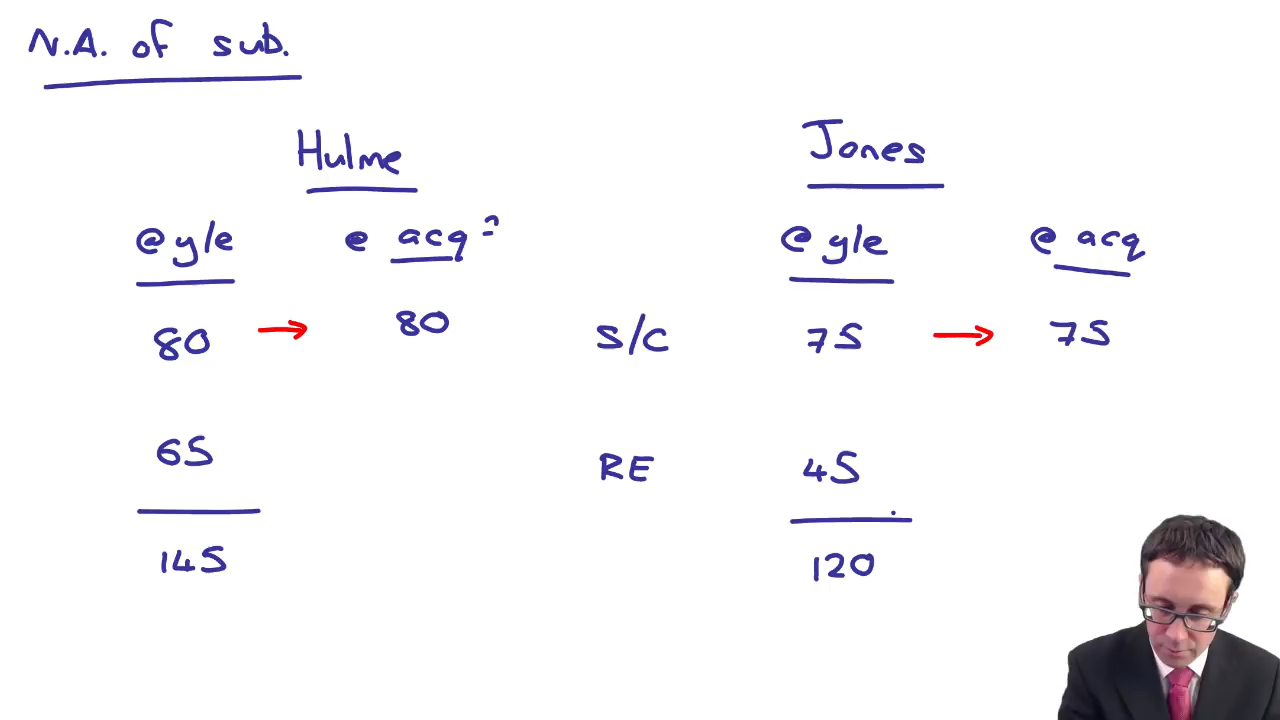 N.A. of sub.
Hulme Jones
@ y/e @ acq= @ y/e @ acq
80 → 80 S/C 75 → 75
65 RE 45
145 120